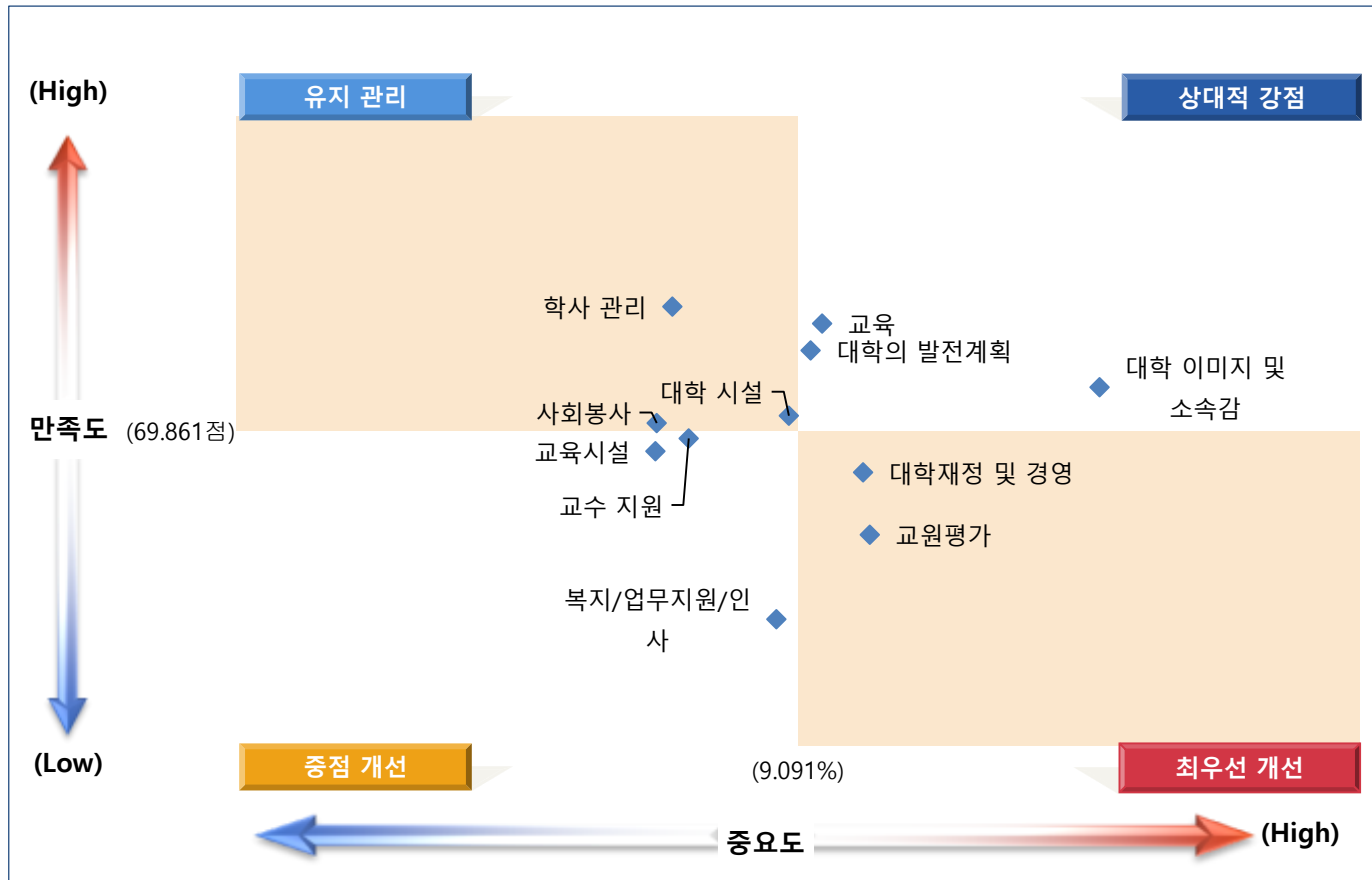 (High)
유지 관리
상대적 강점
학사 관리
교육
대학의 발전계획
대학 이미지 및
소속감
대학 시설
사회봉사
만족도 (69.861점)
교육시설
대학재정 및 경영
교수 지원
교원평가
복지/업무지원/인
사
(Low)
중점 개선
(9.091%)
최우선 개선
중요도
(High)